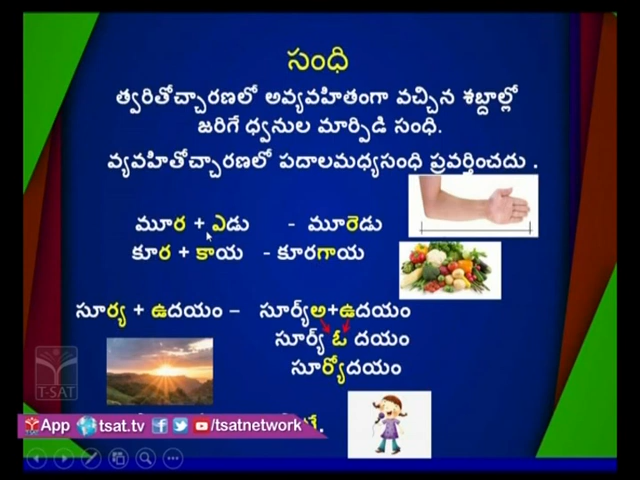 సంధి
త్వరితోచ్చారణలో అవ్యవహితంగా వచ్చిన శబ్దాల్లో
జరిగే ధ్వనుల మార్పిడి సంధి.
వ్యవహితోచ్చారణలో పదాలమధ్యసంధి ప్రవర్తించదు .
మూర + ఎడు - మూరెడు
కూర + కాయ - కూరగాయ
సూర్య + ఉదయం – సూర్య్అ+ఉదయం
సూర్య్ ఓ దయం
సూర్యోదయం
T-SAT
App tsat.tv /tsatnetwork